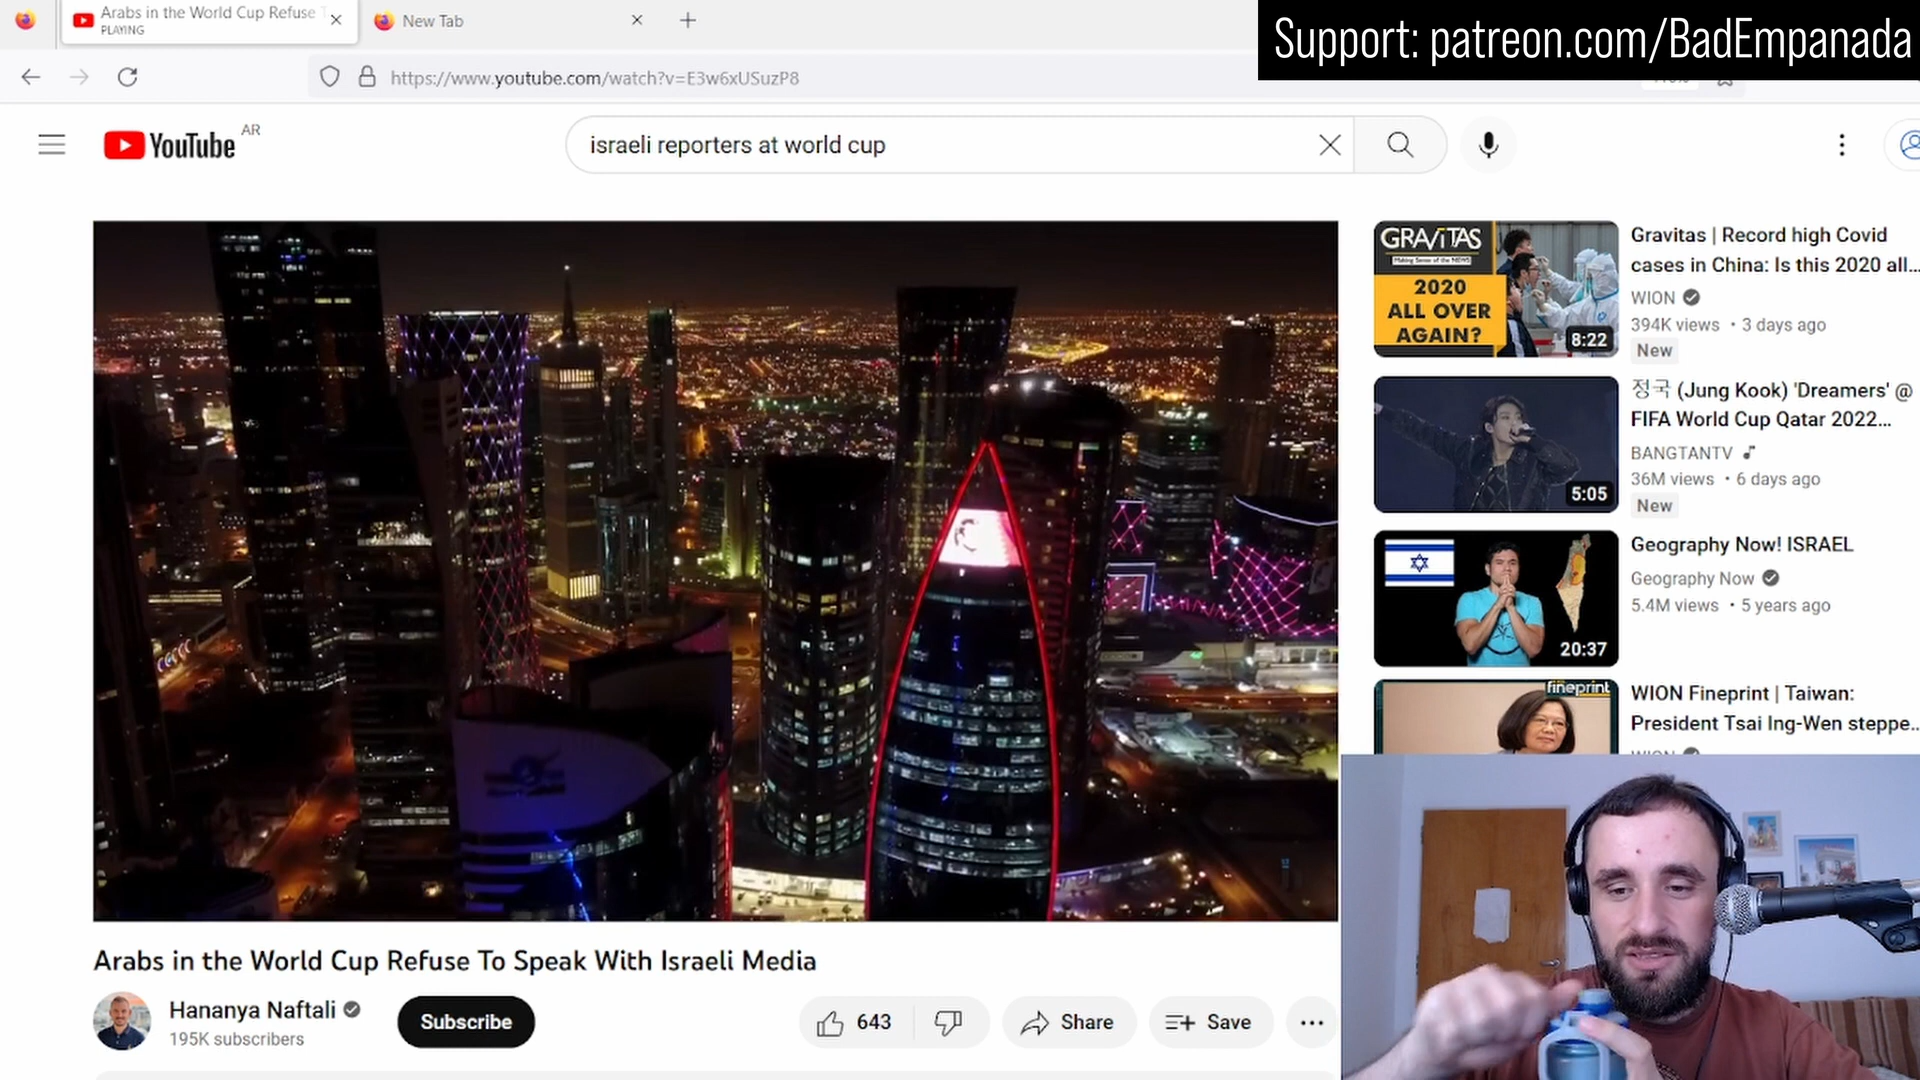 Arabs in the World Cup Refuse T
PLAYING
New Tab
Support: patreon.com/BadEmpanada
https://www.youtube.com/watch?v=E3w6xUSuzP8
YouTube
AR
israeli reporters at world cup
GRAVITAS
Making Sense of the NEWS
2020
ALL OVER
AGAIN?
8:22
Gravitas | Record high Covid
cases in China: Is this 2020 all...
WION
394K views • 3 days ago
New
5:05
정국 (Jung Kook) 'Dreamers' @
FIFA World Cup Qatar 2022...
BANGTANTV
36M views • 6 days ago
New
20:37
Geography Now! ISRAEL
Geography Now
5.4M views • 5 years ago
fineprint
WION Fineprint | Taiwan:
President Tsai Ing-Wen steppe...
Arabs in the World Cup Refuse To Speak With Israeli Media
Hananya Naftali
195K subscribers
Subscribe
643
Share
Save